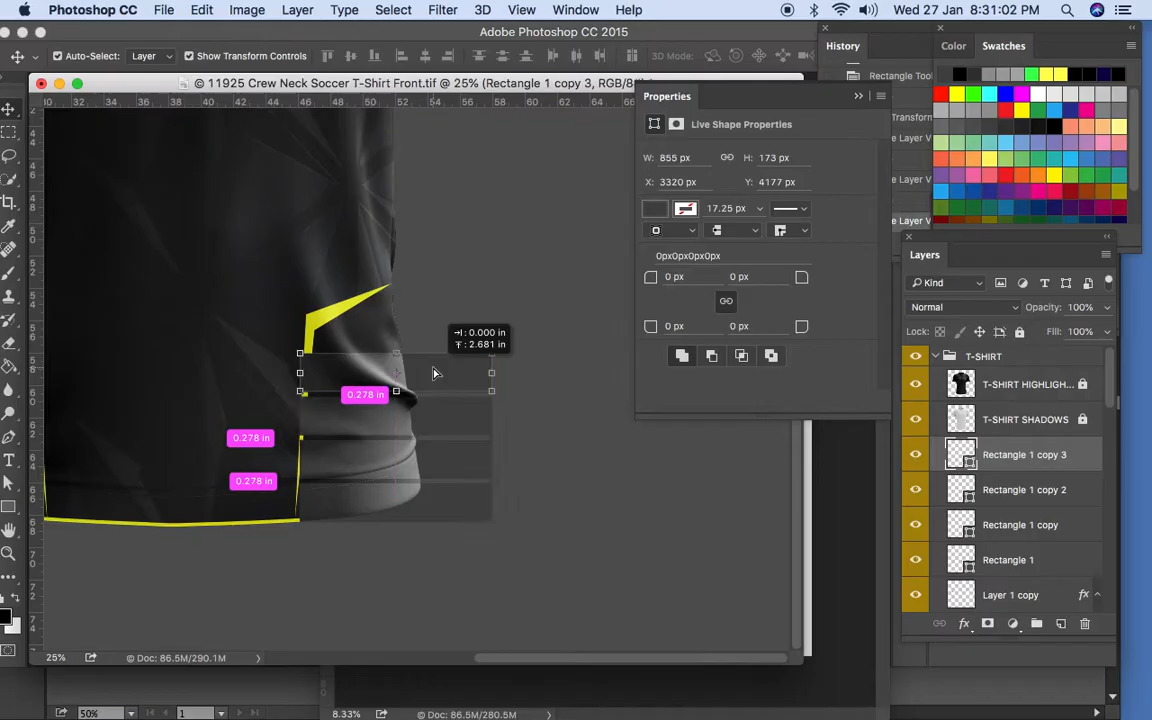 Photoshop CC File Edit Image Layer Type Select Filter 3D View Window Help Wed 27 Jan 8:31:02 PM
Adobe Photoshop CC 2015
Auto-Select: Layer Show Transform Controls 3D Mode:
© 11925 Crew Neck Soccer T-Shirt Front.tif @ 25% (Rectangle 1 copy 3, RGB/8
History
Rectangle Tool
Color Swatches
Properties
Live Shape Properties
W: 855 px H: 173 px
X: 3320 px Y: 4177 px
17.25 px
0px0px0px0px
0 px 0 px
0 px 0 px
: 0.000 in
: 2.681 in
0.278 in
0.278 in
0.278 in
Layers
Kind
Normal Opacity: 100%
Lock: Fill: 100%
T-SHIRT
T-SHIRT HIGHLIGH...
T-SHIRT SHADOWS
Rectangle 1 copy 3
Rectangle 1 copy 2
Rectangle 1 copy
Rectangle 1
Layer 1 copy fx
25% © Doc: 86.5M/290.1M
50% 1
8.33% © Doc: 86.5M/280.5M